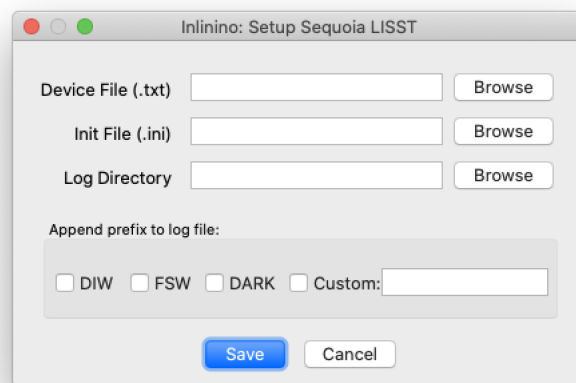 Inlinino: Setup Sequoia LISST
Device File (.txt) Browse
Init File (.ini) Browse
Log Directory Browse
Append prefix to log file:
DIW FSW DARK Custom:
Save Cancel